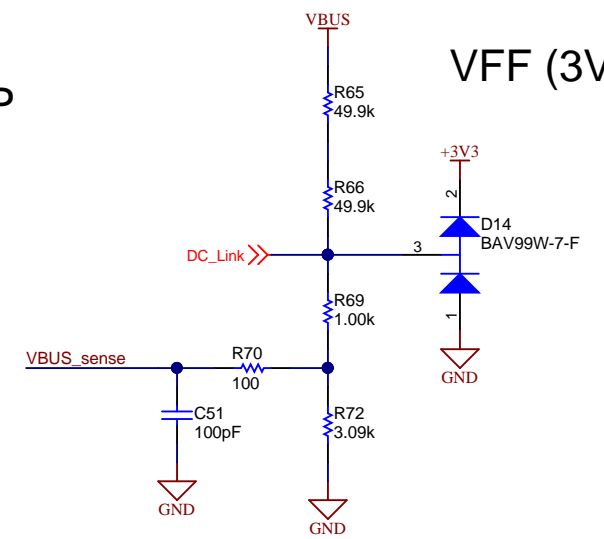 VBUS
VFF (3V
P
R65
49.9k
+3V3
R66
49.9k
2
D14
BAV99W-7-F
3
DC_Link
R69
1.00k
1
VBUS_sense
R70
100
GND
C51
100pF
R72
3.09k
GND
GND